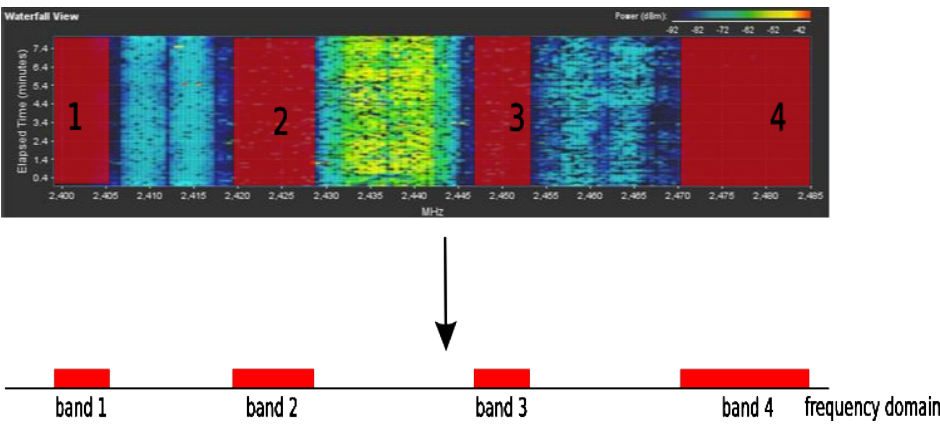 Waterfall View
Power (dBm):
-92 -82 -72 -62 -52 -42
Elapsed Time (minutes)
7.4
6.4
5.4
4.4
3.4
2.4
1.4
0.4
1 2 3 4
2,400 2,405 2,410 2,415 2,420 2,425 2,430 2,435 2,440 2,445 2,450 2,455 2,460 2,465 2,470 2,475 2,480 2,485
MHz
band 1 band 2 band 3 band 4 frequency domain